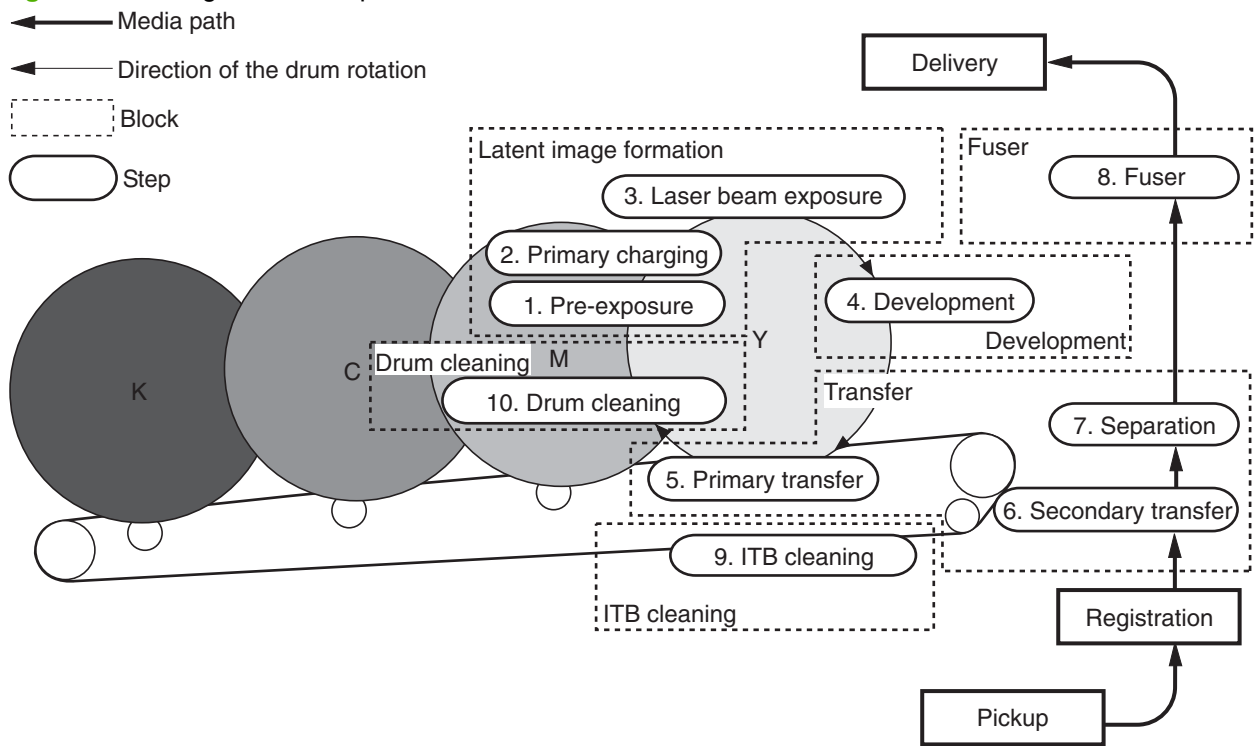 Media path
Direction of the drum rotation
Block
Step
Delivery
Latent image formation
Fuser
3. Laser beam exposure
8. Fuser
2. Primary charging
1. Pre-exposure
4. Development
Development
Y
M
C
K
Drum cleaning
10. Drum cleaning
Transfer
7. Separation
5. Primary transfer
6. Secondary transfer
9. ITB cleaning
ITB cleaning
Registration
Pickup